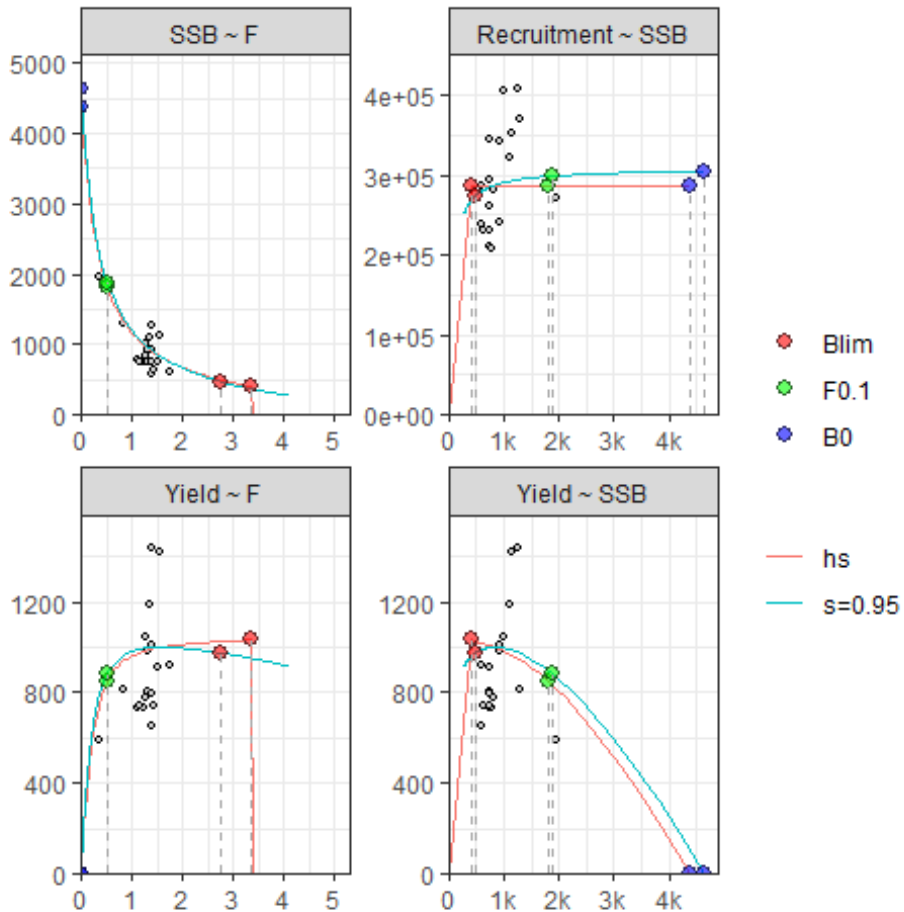 SSB ~ F
Recruitment ~ SSB
5000
4000
3000
2000
1000
0
0 1 2 3 4 5
4e+05
3e+05
2e+05
1e+05
0e+00
0 1k 2k 3k 4k
Blim
F0.1
B0
Yield ~ F
Yield ~ SSB
1200
800
400
0
0 1 2 3 4 5
1200
800
400
0
0 1k 2k 3k 4k
hs
s=0.95